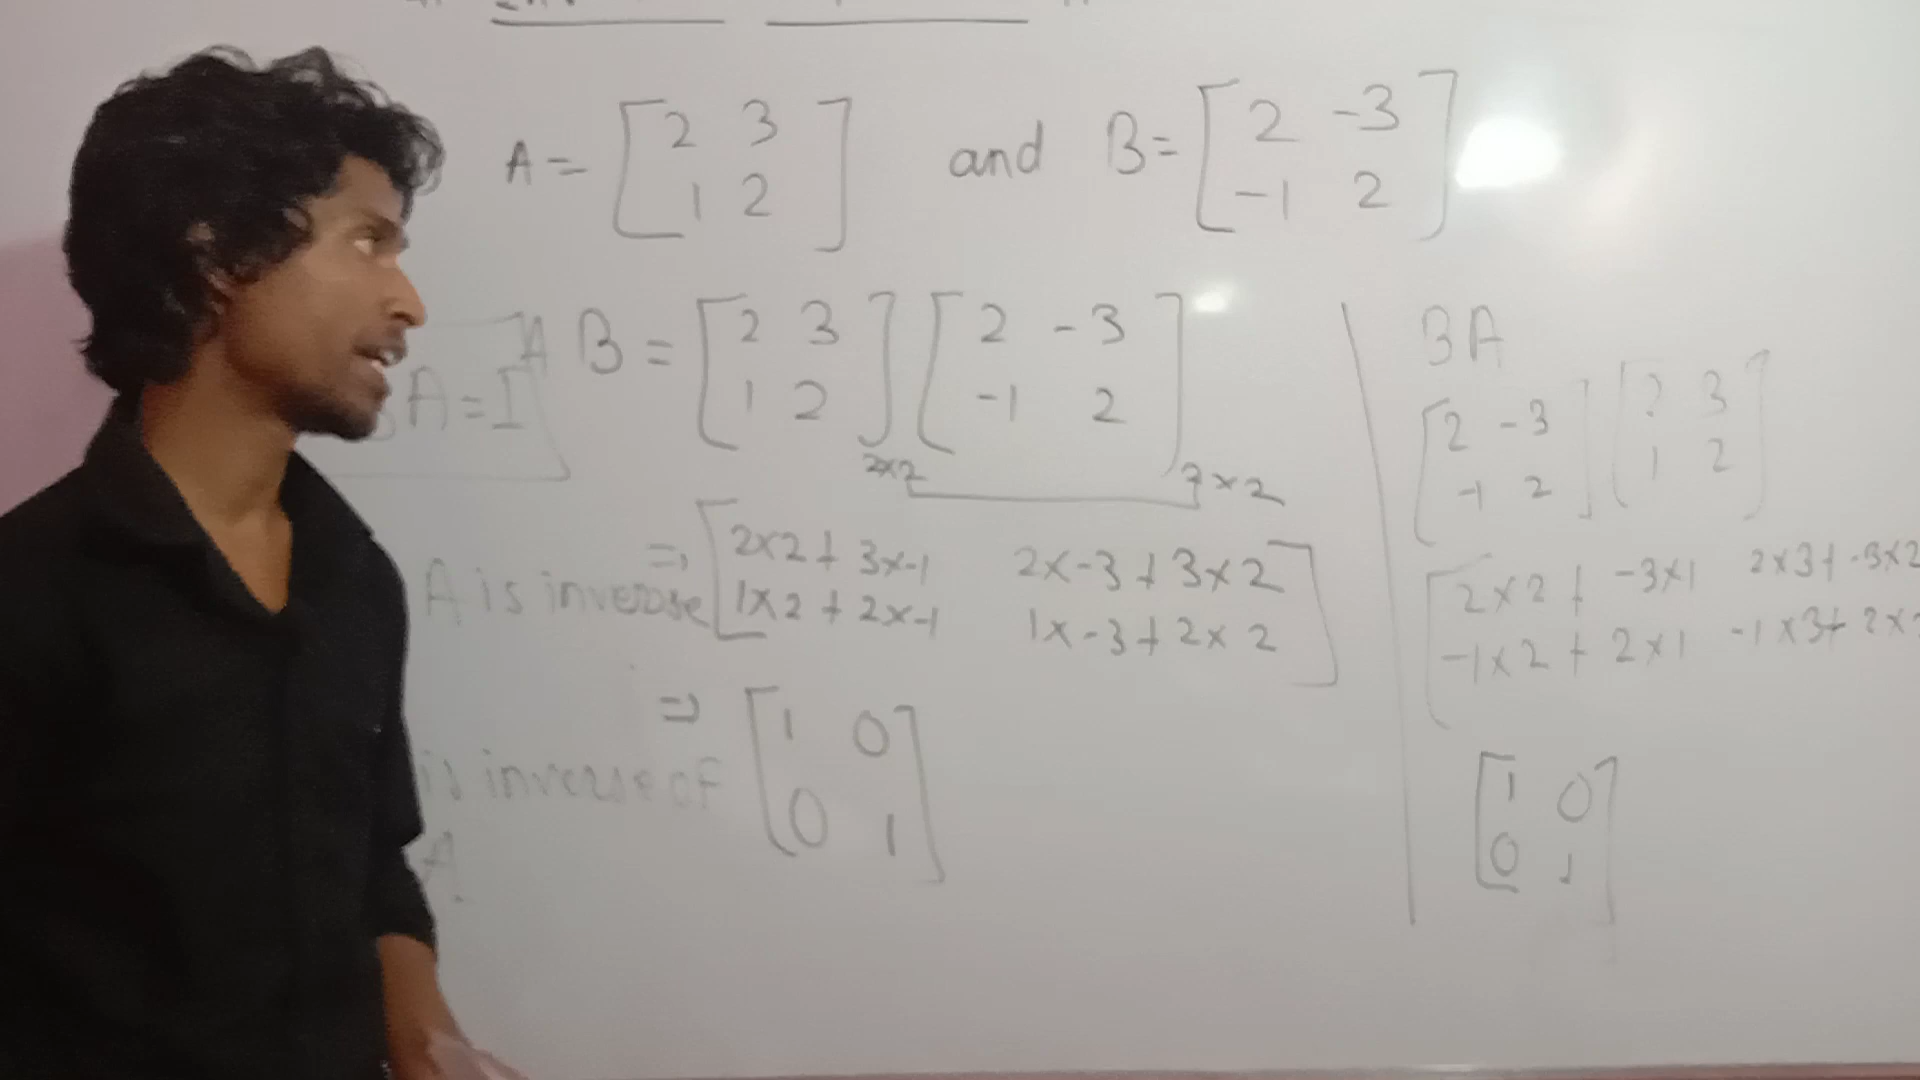 A = [2 3 and B = [2 -3
1 2] -1 2]
A B = [2 3 [2 -3
1 2] -1 2]
2x2 2x2
A = I
=> [2x2 + 3x-1 2x-3 + 3x2
1x2 + 2x-1 1x-3 + 2x2]
A is inverse
=> [1 0
0 1]
is inverse of
A
BA
[2 -3 [2 3
-1 2] 1 2]
[2x2 + -3x1 2x3 + -3x2
-1x2 + 2x1 -1x3 + 2x
[1 0
0 1]